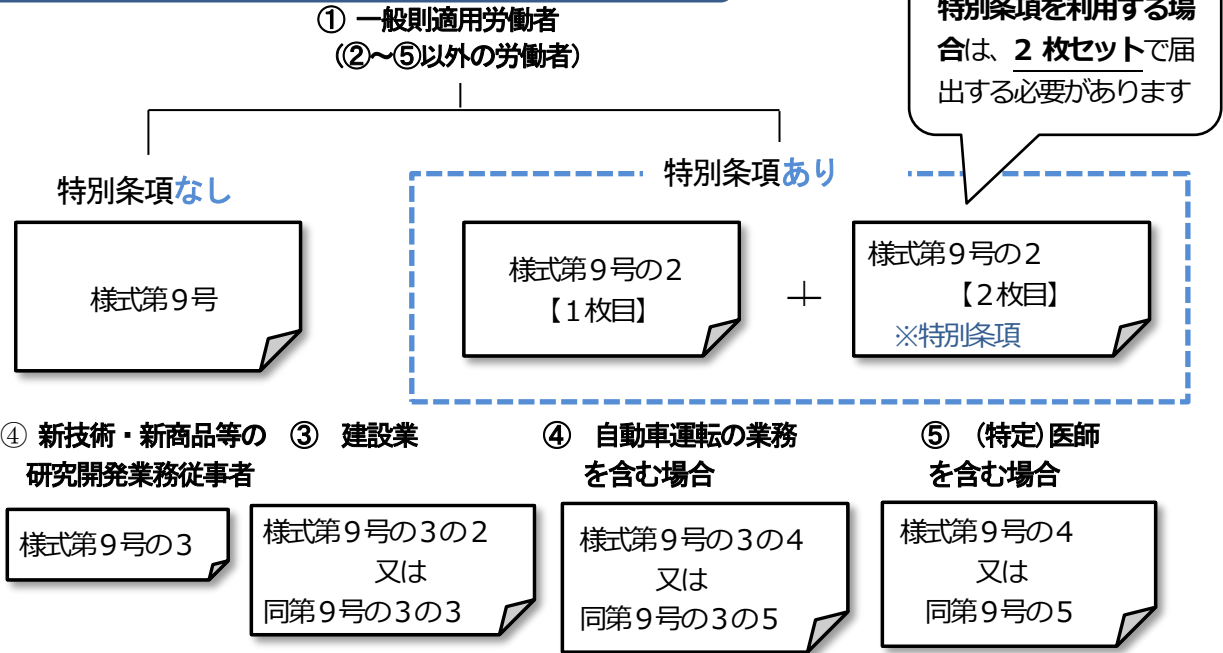 ① 一般則適用労働者
(②～⑤以外の労働者)
特別条項を利用する場
合は、2 枚セットで届
出する必要があります
特別条項なし
特別条項あり
様式第9号
様式第9号の2
【1枚目】
＋
様式第9号の2
【2枚目】
※特別条項
④ 新技術・新商品等の
研究開発業務従事者
③ 建設業
④ 自動車運転の業務
を含む場合
⑤ (特定)医師
を含む場合
様式第9号の3
様式第9号の3の2
又は
同第9号の3の3
様式第9号の3の4
又は
同第9号の3の5
様式第9号の4
又は
同第9号の5